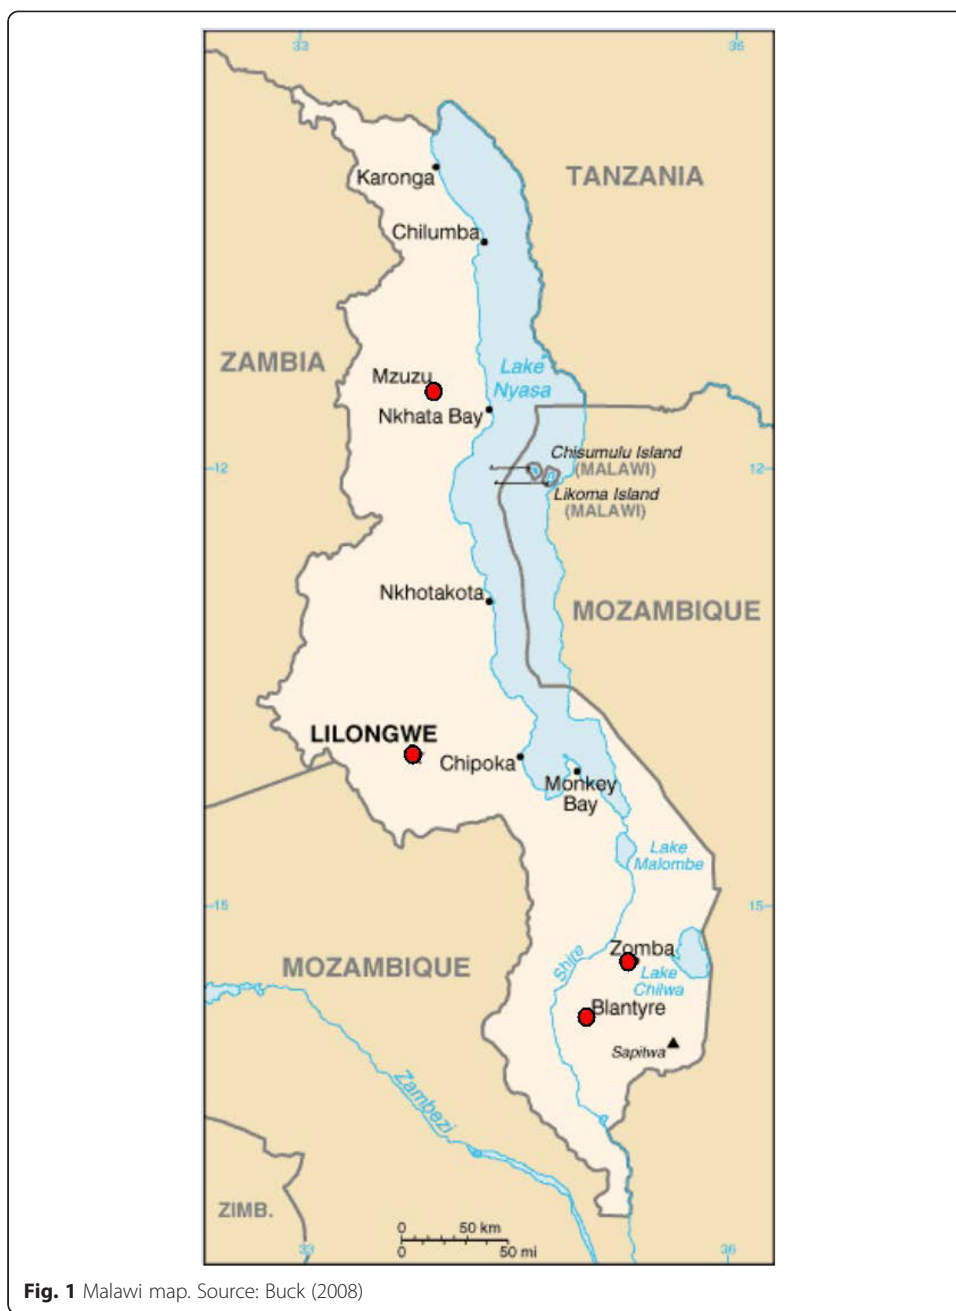 33
36
Karonga
TANZANIA
Chilumba
ZAMBIA
Lake
Nyasa
Mzuzu
Nkhata Bay
Chisumulu Island
(MALAWI)
12
12
Likoma Island
(MALAWI)
Nkhotakota
MOZAMBIQUE
LILONGWE
Chipoka
Monkey
Bay
Lake
Malombe
15
15
Zomba
Shire
MOZAMBIQUE
Lake
Chilwa
Blantyre
Sapitwa
Zambezi
ZIMB.
0 50 km
0 50 mi
33
36
Fig. 1 Malawi map. Source: Buck (2008)